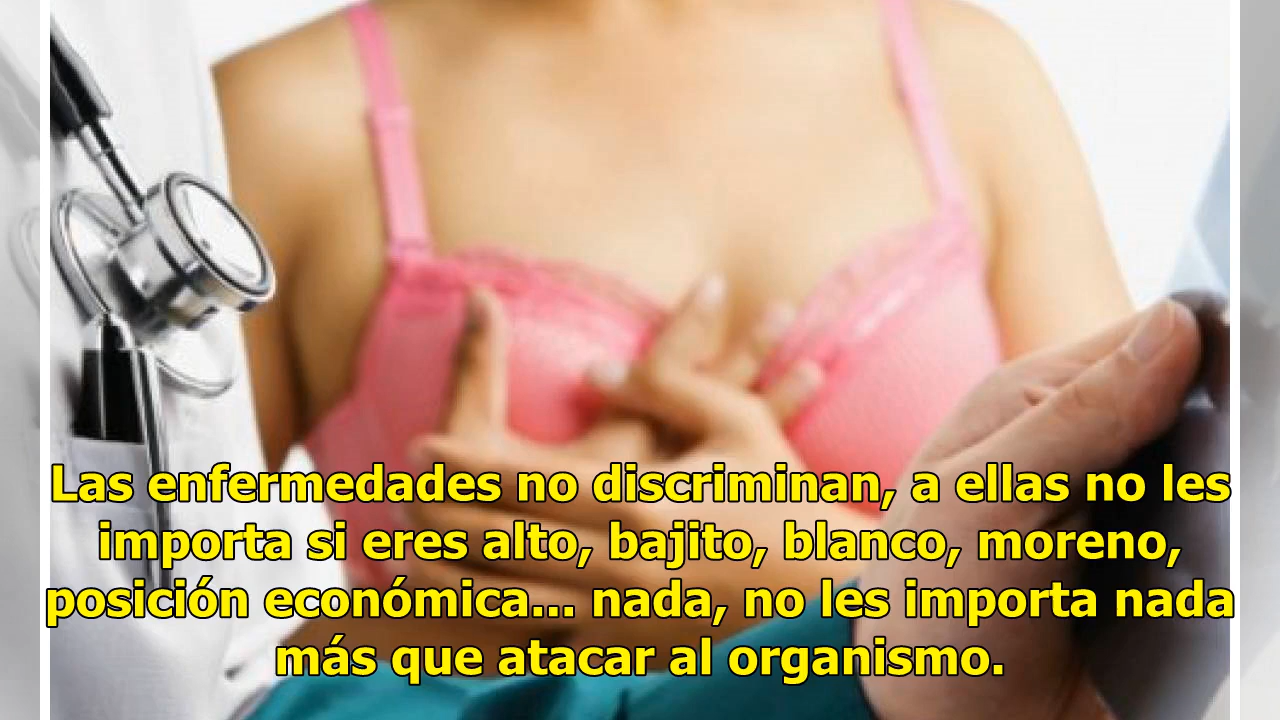 Las enfermedades no discriminan, a ellas no les
importa si eres alto, bajito, blanco, moreno,
posición económica... nada, no les importa nada
más que atacar al organismo.